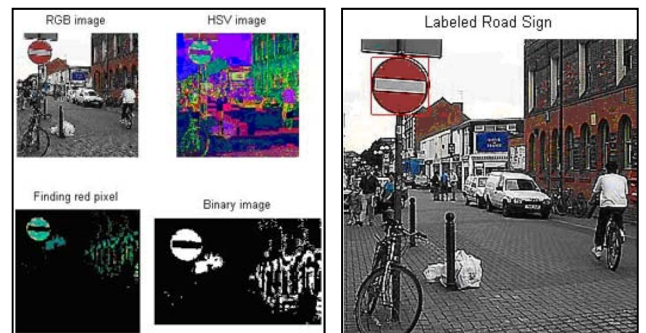 RGB image
HSV image
Finding red pixel
Binary image
Labeled Road Sign